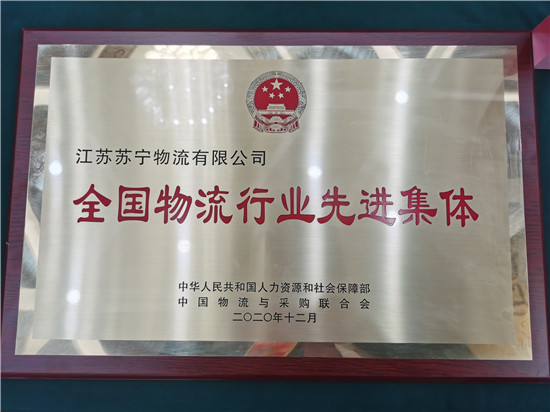 江苏苏宁物流有限公司
全国物流行业先进集体
中华人民共和国人力资源和社会保障部
中国物流与采购联合会
二〇二〇年十二月